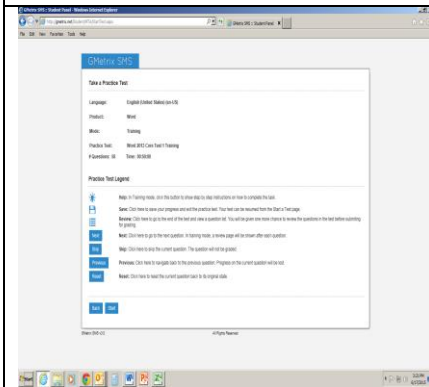 GMetrix SMS : Student Panel - Windows Internet Explorer
GMetrix SMS : Student Panel
File Edit View Favorites Tools Help
GMetrix SMS
Take a Practice Test
Language: English (United States) (en-US)
Product: Word
Mode: Training
Practice Test: Word 2013 Core Test 1 Training
# Questions: Time: 00:50:00
Practice Test Legend
Help: In Training mode, click this button to show step by step instructions on how to complete the task.
Save: Click here to save your progress and exit the practice test. Your test can be resumed from the Start a Test page.
Review: Click here to go to the end of the test and view a question list. You will be given one more chance to review the questions in the test before submitting
for grading.
Next Next: Click here to go to the next question. In training mode, a review page will be shown after each question.
Skip Skip: Click here to skip the current question. The question will not be graded.
Previous Previous: Click here to navigate back to the previous question. Progress on the current question will be lost.
Reset Reset: Click here to reset the current question back to its original state.
Back Start
All Rights Reserved
Start